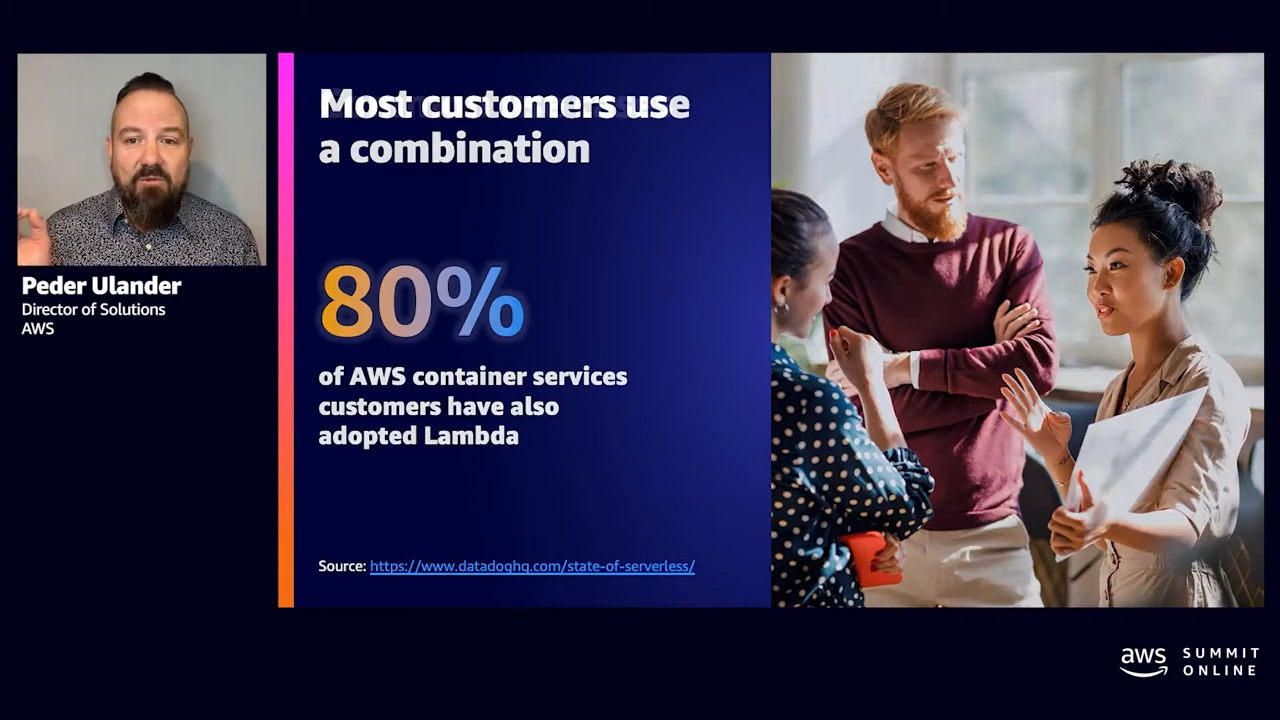 Peder Ulander
Director of Solutions
AWS
Most customers use
a combination
80%
of AWS container services
customers have also
adopted Lambda
Source: https://www.datadoghq.com/state-of-serverless/
aws
SUMMIT
ONLINE